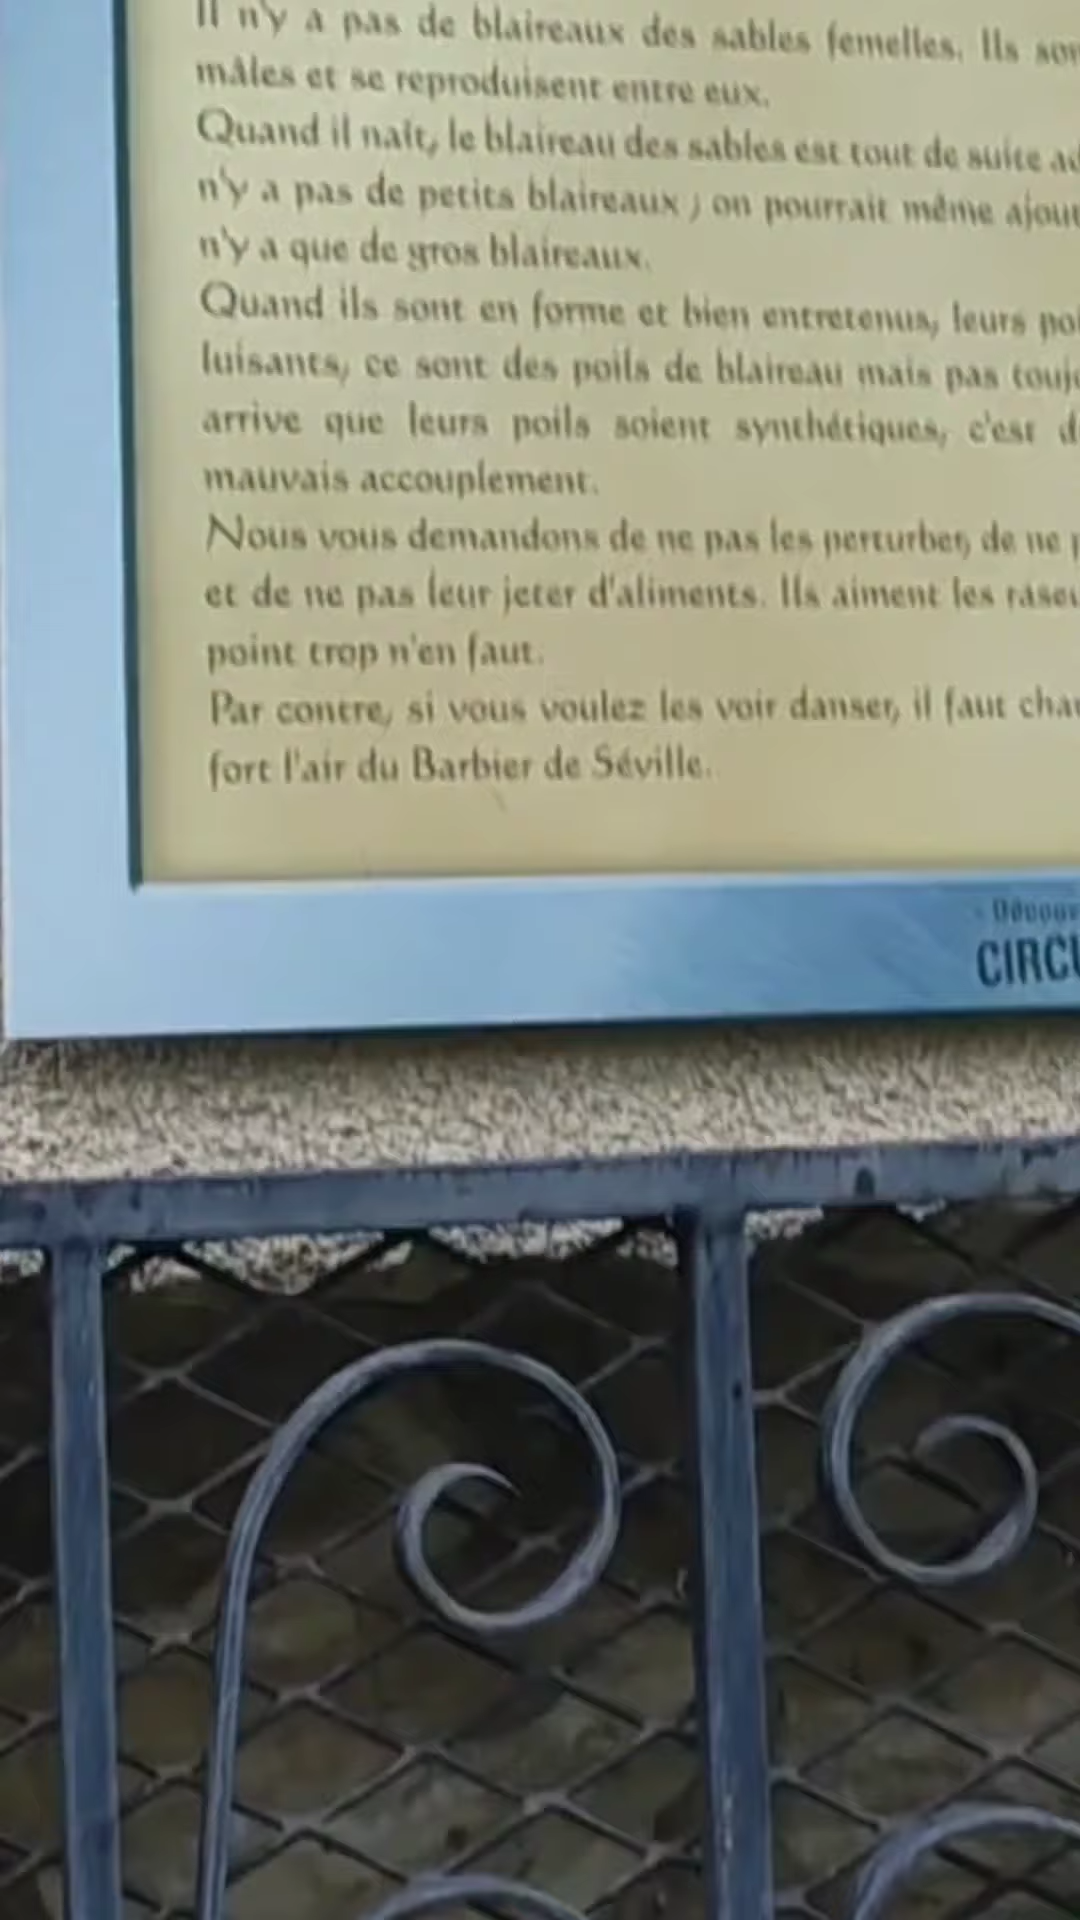 Il n'y a pas de blaireaux des sables femelles. Ils
mâles et se reproduisent entre eux.
Quand il naît, le blaireau des sables est tout de suite
n'y a pas de petits blaireaux ; on pourrait même
n'y a que de gros blaireaux.
Quand ils sont en forme et bien entretenus, leurs
luisants, ce sont des poils de blaireau mais pas
arrive que leurs poils soient synthétiques, c'est
mauvais accouplement.
Nous vous demandons de ne pas les perturber, de ne
et de ne pas leur jeter d'aliments. Ils aiment les
point trop n'en faut.
Par contre, si vous voulez les voir danser, il faut
fort l'air du Barbier de Séville.
CIRCU